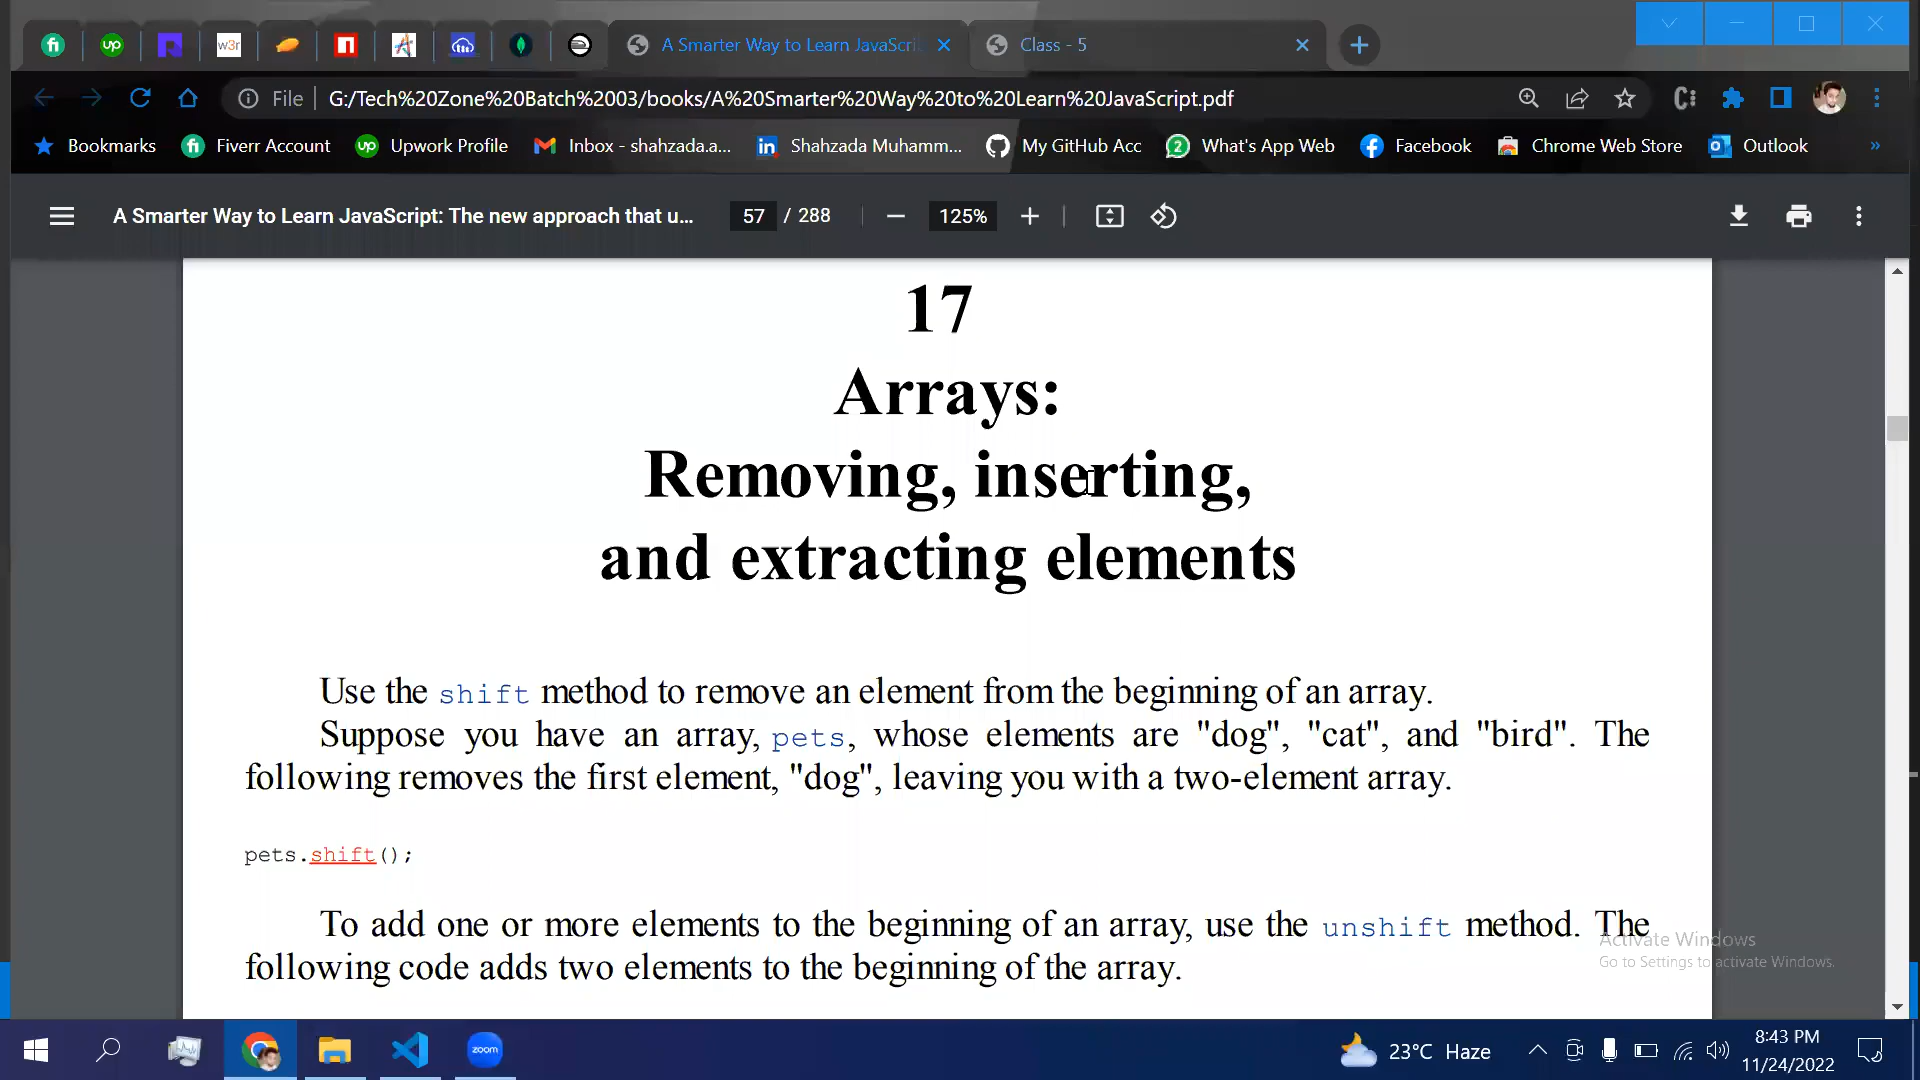 A Smarter Way to Learn JavaScri
Class - 5
File
G:/Tech%20Zone%20Batch%2003/books/A%20Smarter%20Way%20to%20Learn%20JavaScript.pdf
Bookmarks
Fiverr Account
Upwork Profile
Inbox - shahzada.a...
Shahzada Muhamm...
My GitHub Acc
What's App Web
Facebook
Chrome Web Store
Outlook
»
A Smarter Way to Learn JavaScript: The new approach that u...
57 / 288
125%
17
Arrays:
Removing, inserting,
and extracting elements
Use the shift method to remove an element from the beginning of an array.
Suppose you have an array, pets, whose elements are "dog", "cat", and "bird". The
following removes the first element, "dog", leaving you with a two-element array.
pets.shift();
To add one or more elements to the beginning of an array, use the unshift method. The
following code adds two elements to the beginning of the array.
Activate Windows
Go to Settings to activate Windows.
zoom
23°C Haze
8:43 PM
11/24/2022